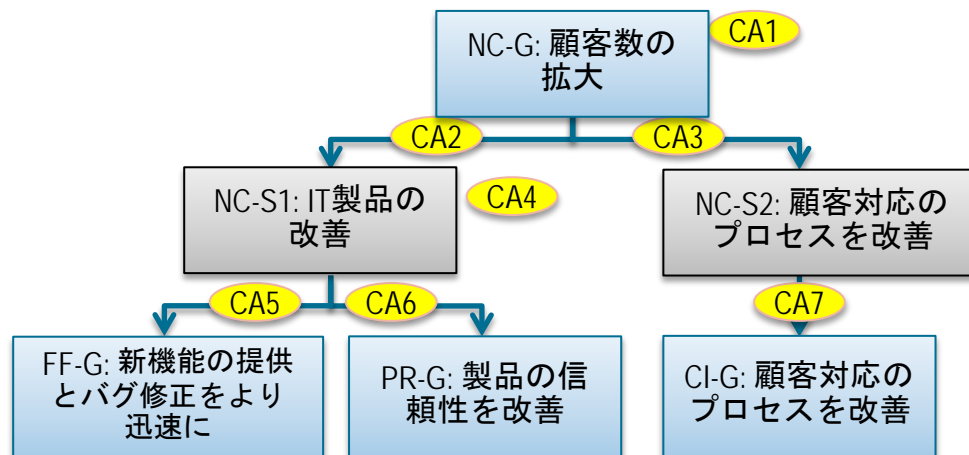 NC-G: 顧客数の
拡大
CA1
CA2
CA3
NC-S1: IT製品の
改善
CA4
NC-S2: 顧客対応の
プロセスを改善
CA5
CA6
CA7
FF-G: 新機能の提供
とバグ修正をより
迅速に
PR-G: 製品の信
頼性を改善
CI-G: 顧客対応の
プロセスを改善